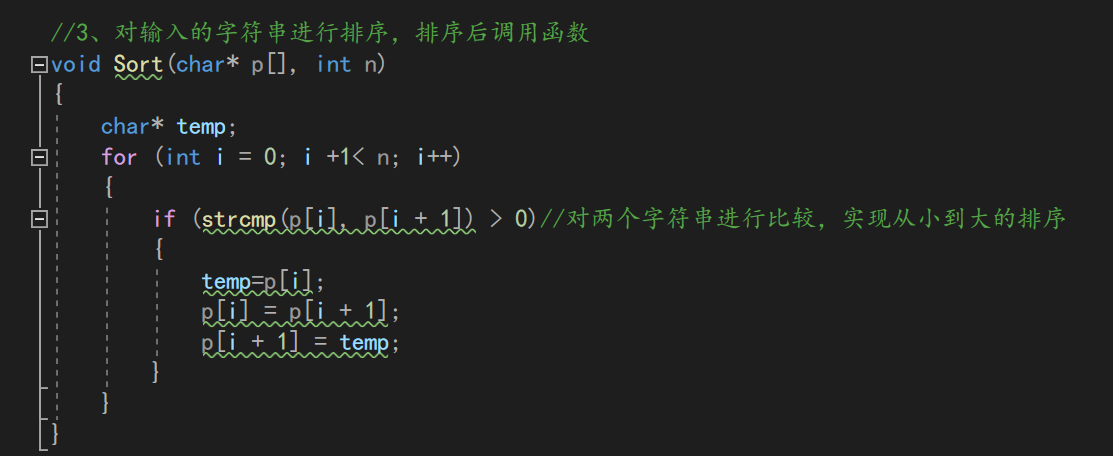 //3、对输入的字符串进行排序，排序后调用函数
void Sort(char* p[], int n)
{
char* temp;
for (int i = 0; i +1< n; i++)
{
if (strcmp(p[i], p[i + 1]) > 0)//对两个字符串进行比较，实现从小到大的排序
{
temp=p[i];
p[i] = p[i + 1];
p[i + 1] = temp;
}
}
}